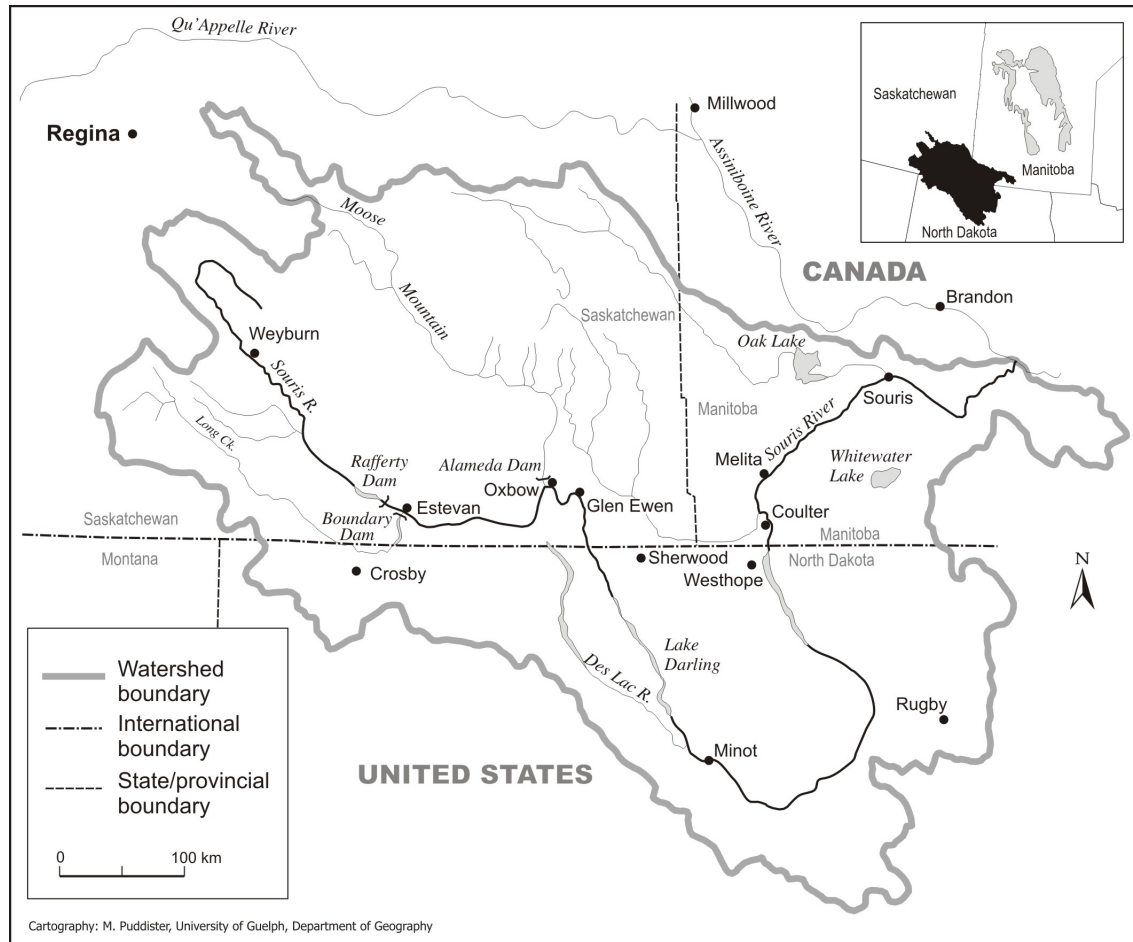 Qu'Appelle River
Regina
Millwood
Assiniboine River
Saskatchewan
Manitoba
North Dakota
Moose
Mountain
CANADA
Brandon
Saskatchewan
Weyburn
Souris R.
Oak Lake
Souris
Manitoba
Souris River
Long Ck.
Rafferty
Dam
Alameda Dam
Oxbow
Melita
Whitewater
Lake
Estevan
Glen Ewen
Boundary
Dam
Coulter
Saskatchewan
Manitoba
Montana
North Dakota
Crosby
Sherwood
Westhope
N
Lake
Darling
Des Lac R.
Rugby
Minot
UNITED STATES
Watershed
boundary
International
boundary
State/provincial
boundary
0 100 km
Cartography: M. Puddister, University of Guelph, Department of Geography